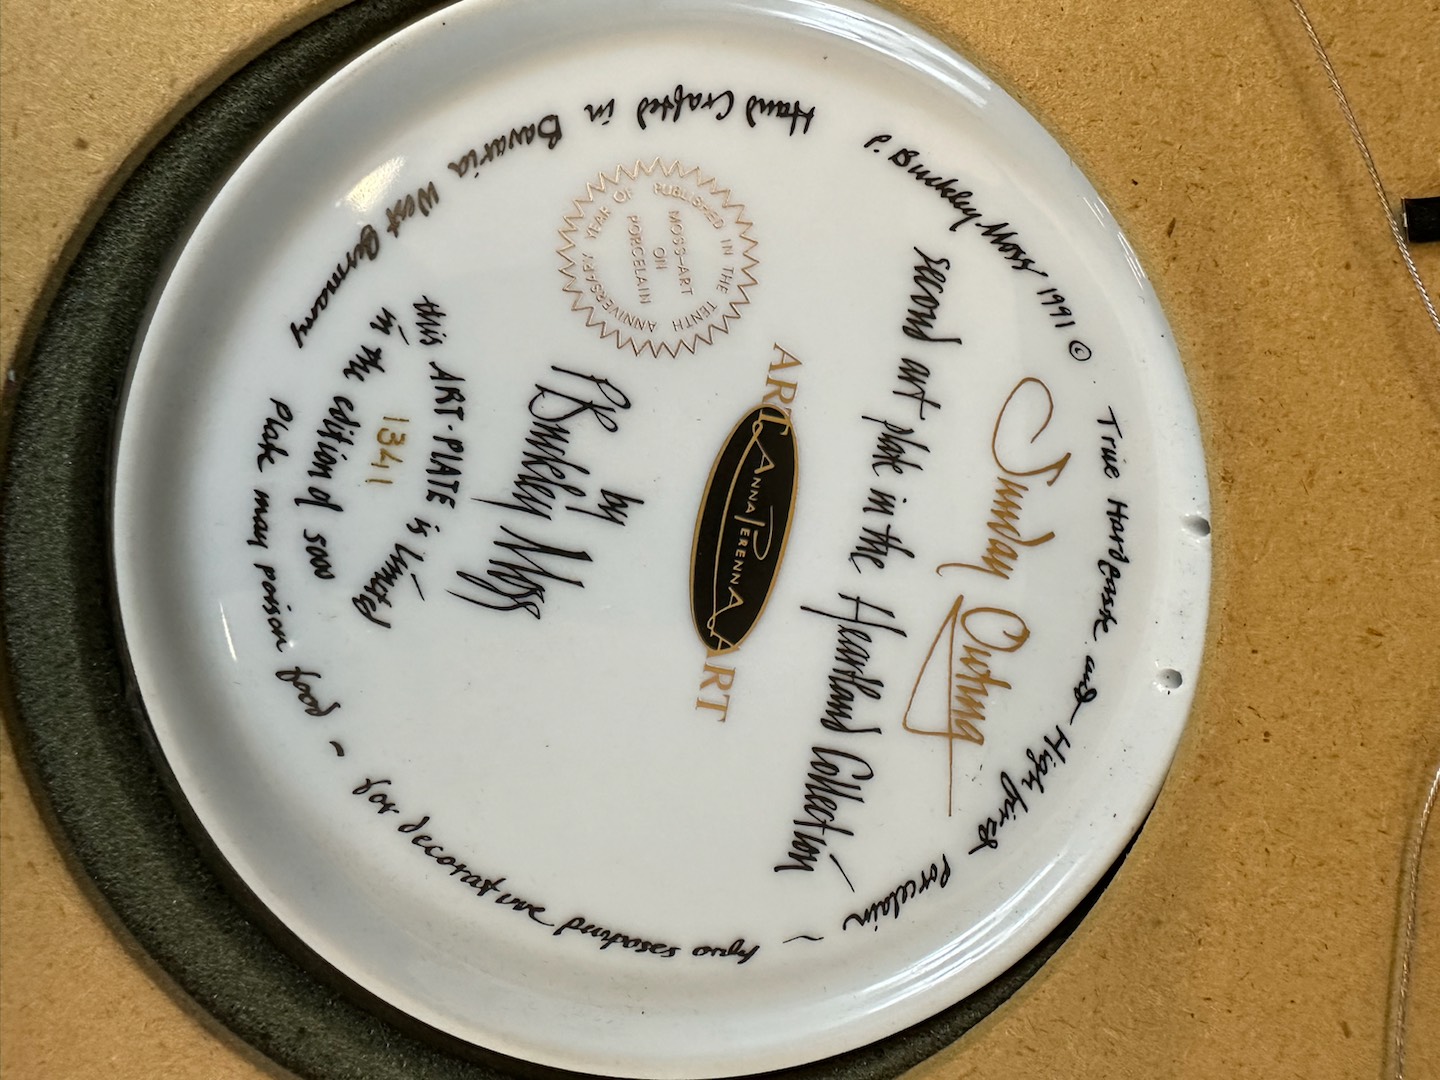 True Hard Paste and High fired Porcelain ~
for decorative purposes only
Plate may poison food ~
Hand Crafted in Bavaria West Germany
P. Buckley Moss 1991 ©
Sunday Outing
second art plate in the Heartland Collection
ART
ANNA PERENNA
ART
PUBLISHED IN THE TENTH ANNIVERSARY YEAR OF
MOSS-ART
ON
PORCELAIN
by
P. Buckley Moss
this ART-PLATE is limited
1341
in the edition of 5000